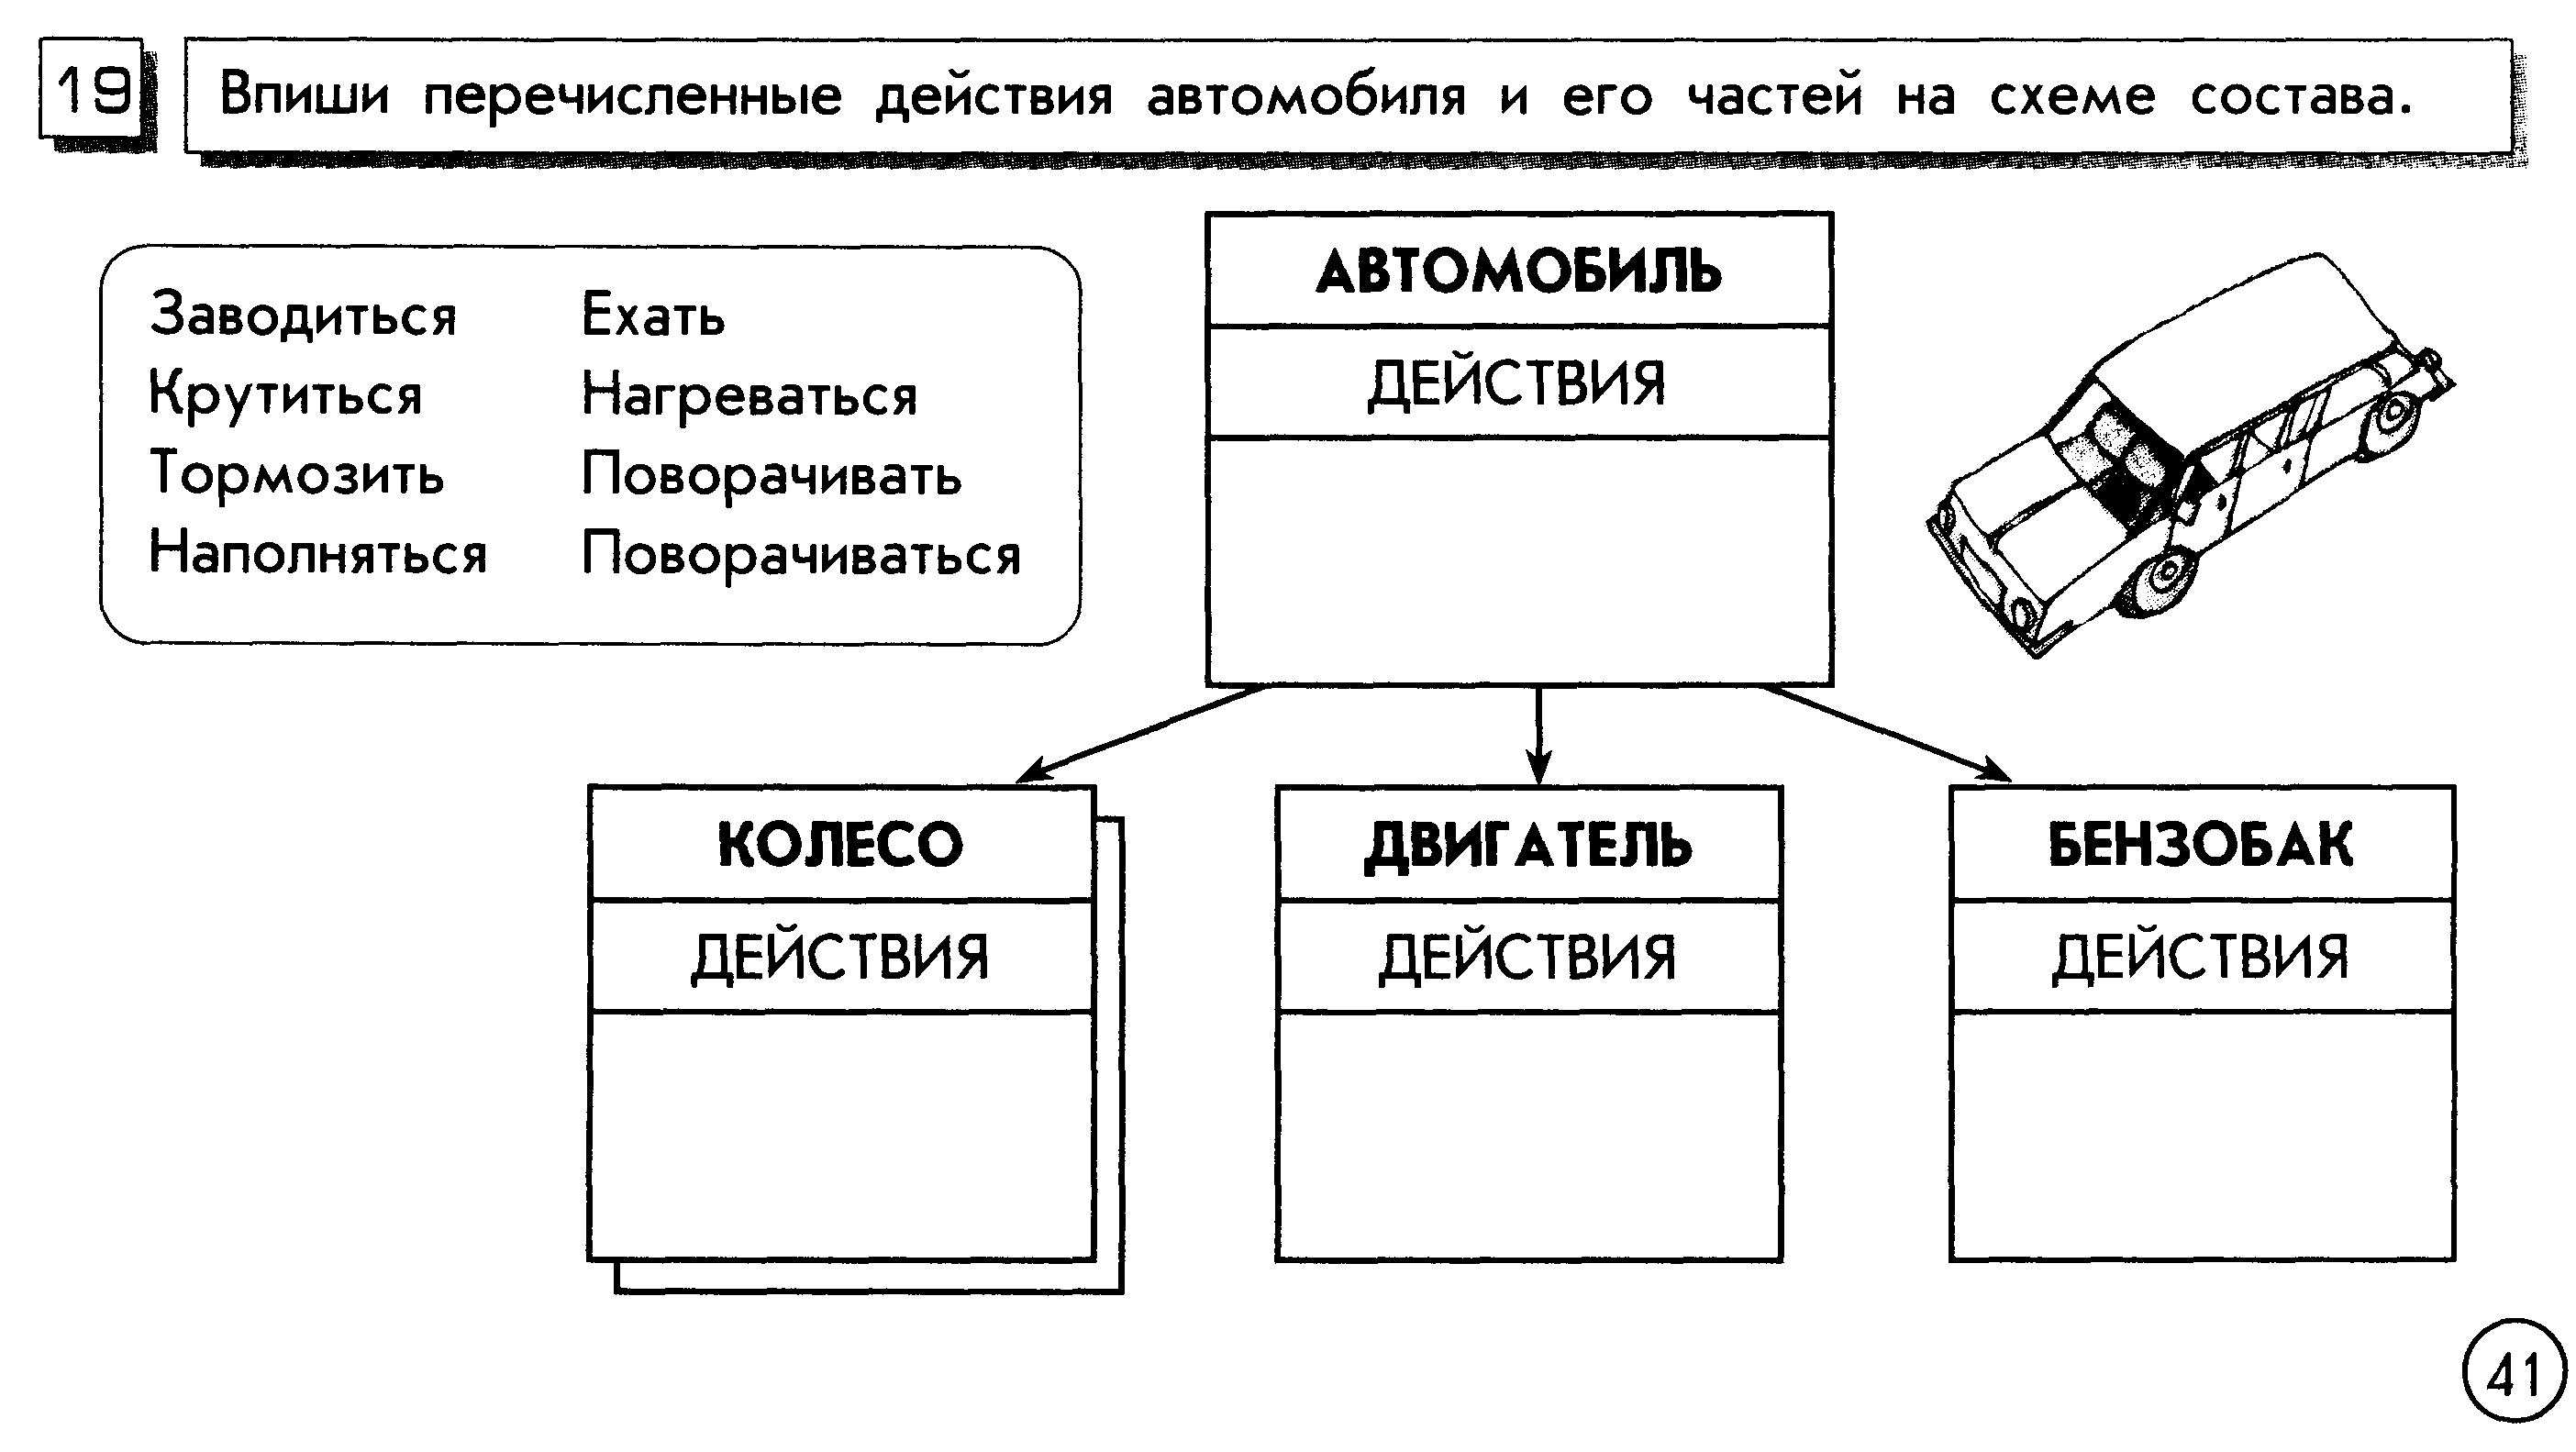 19
Впиши перечисленные действия автомобиля и его частей на схеме состава.
Заводиться Ехать
Крутиться Нагреваться
Тормозить Поворачивать
Наполняться Поворачиваться
АВТОМОБИЛЬ
ДЕЙСТВИЯ
КОЛЕСО ДВИГАТЕЛЬ БЕНЗОБАК
ДЕЙСТВИЯ ДЕЙСТВИЯ ДЕЙСТВИЯ
41